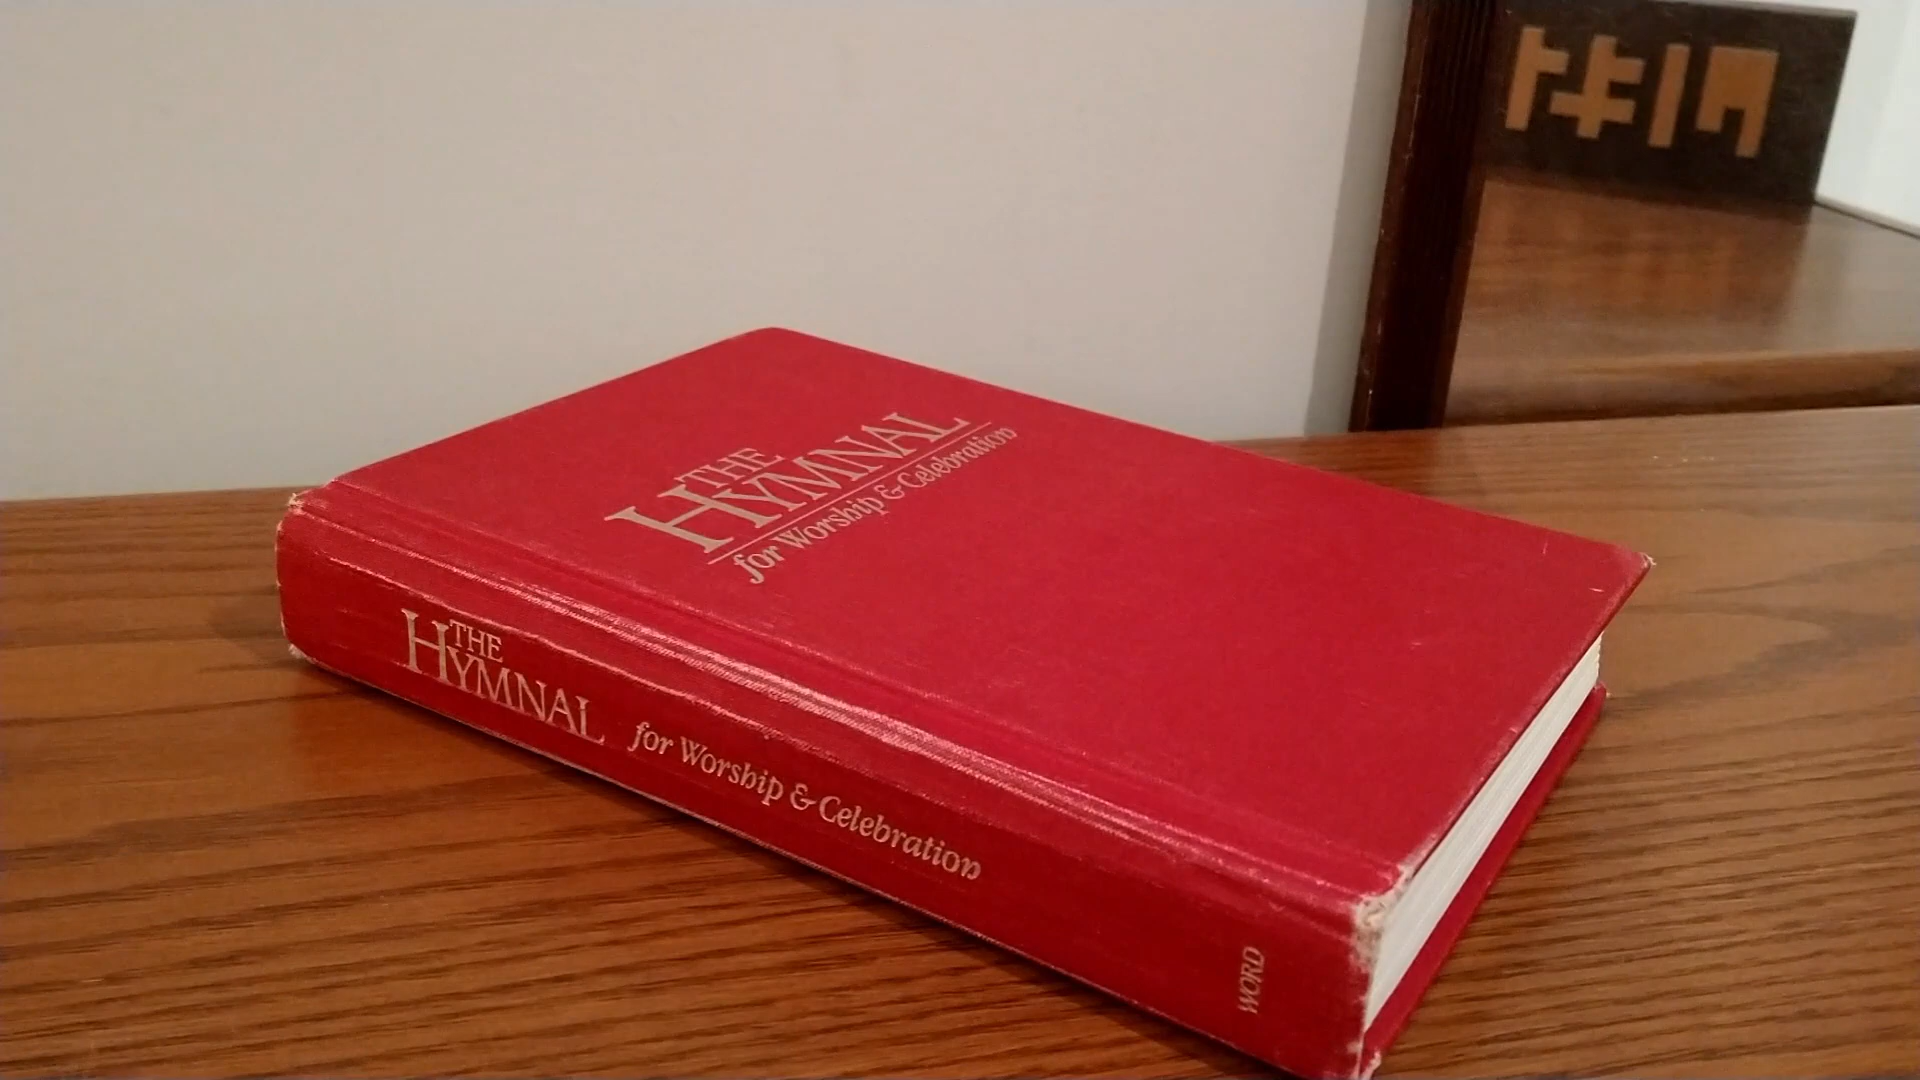 THE
HYMNAL
for Worship & Celebration
THE
HYMNAL
for Worship & Celebration
WORD